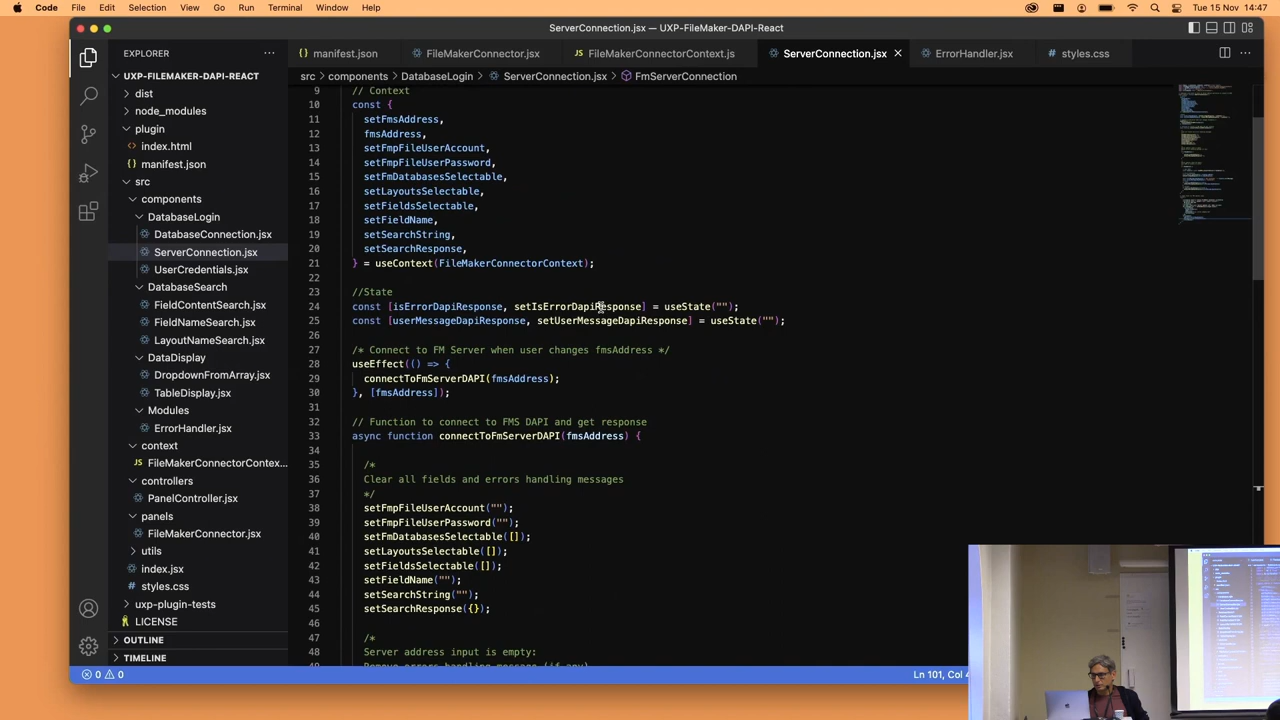 Code File Edit Selection View Go Run Terminal Window Help Tue 15 Nov 14:47
ServerConnection.jsx — UXP-FileMaker-DAPI-React
EXPLORER
manifest.json FileMakerConnector.jsx FileMakerConnectorContext.js ServerConnection.jsx ErrorHandler.jsx styles.css
src > components > DatabaseLogin > ServerConnection.jsx > FmServerConnection
UXP-FILEMAKER-DAPI-REACT
dist
node_modules
plugin
index.html
manifest.json
src
components
DatabaseLogin
DatabaseConnection.jsx
ServerConnection.jsx
UserCredentials.jsx
DatabaseSearch
FieldContentSearch.jsx
FieldNameSearch.jsx
LayoutNameSearch.jsx
DataDisplay
DropdownFromArray.jsx
TableDisplay.jsx
Modules
ErrorHandler.jsx
context
FileMakerConnectorContex...
controllers
PanelController.jsx
panels
FileMakerConnector.jsx
utils
index.jsx
styles.css
uxp-plugin-tests
LICENSE
OUTLINE
TIMELINE
9 // Context
10 const {
11 setFmsAddress,
12 fmsAddress,
13 setFmpFileUserAccount,
14 setFmpFileUserPassword,
15 setFmDatabasesSelectable,
16 setLayoutsSelectable,
17 setFieldsSelectable,
18 setFieldName,
19 setSearchString,
20 setSearchResponse,
21 } = useContext(FileMakerConnectorContext);
22
23 //State
24 const [isErrorDapiResponse, setIsErrorDapiResponse] = useState("");
25 const [userMessageDapiResponse, setUserMessageDapiResponse] = useState("");
26
27 /* Connect to FM Server when user changes fmsAddress */
28 useEffect(() => {
29 connectToFmServerDAPI(fmsAddress);
30 }, [fmsAddress]);
31
32 // Function to connect to FMS DAPI and get response
33 async function connectToFmServerDAPI(fmsAddress) {
34
35 /*
36 Clear all fields and errors handling messages
37 */
38 setFmpFileUserAccount("");
39 setFmpFileUserPassword("");
40 setFmDatabasesSelectable([]);
41 setLayoutsSelectable([]);
42 setFieldsSelectable([]);
43 setFieldName("");
44 setSearchString("");
45 setSearchResponse({});
46
47 /*
48 Server address input is empty
0 0 Ln 101, Col 4